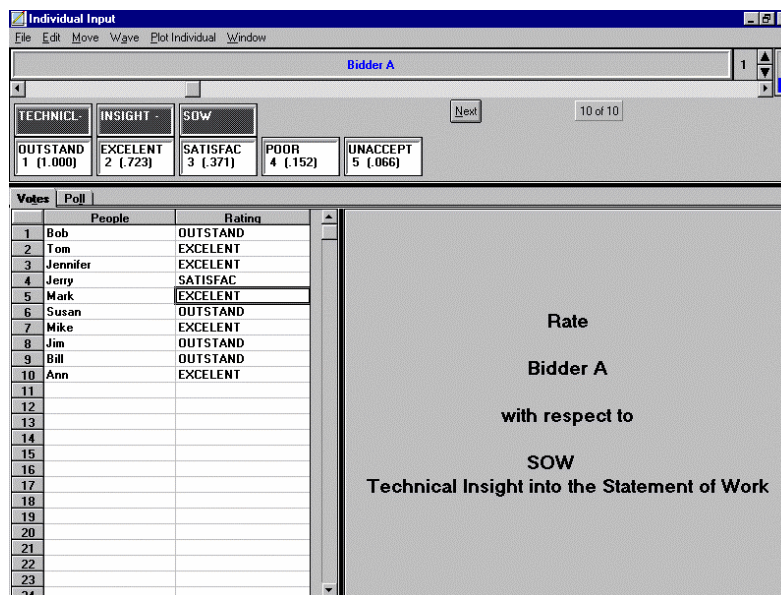 Individual Input
File Edit Move Wave Plot Individual Window
Bidder A 1
Next 10 of 10
TECHNICL- INSIGHT - SOW
OUTSTAND EXCELENT SATISFAC POOR UNACCEPT
1 (1.000) 2 (.723) 3 (.371) 4 (.152) 5 (.066)
Votes Poll
People Rating
1 Bob OUTSTAND
2 Tom EXCELENT
3 Jennifer EXCELENT
4 Jerry SATISFAC
5 Mark EXCELENT
6 Susan OUTSTAND
7 Mike EXCELENT
8 Jim OUTSTAND
9 Bill OUTSTAND
10 Ann EXCELENT
11
12
13
14
15
16
17
18
19
20
21
22
23
24
Rate
Bidder A
with respect to
SOW
Technical Insight into the Statement of Work